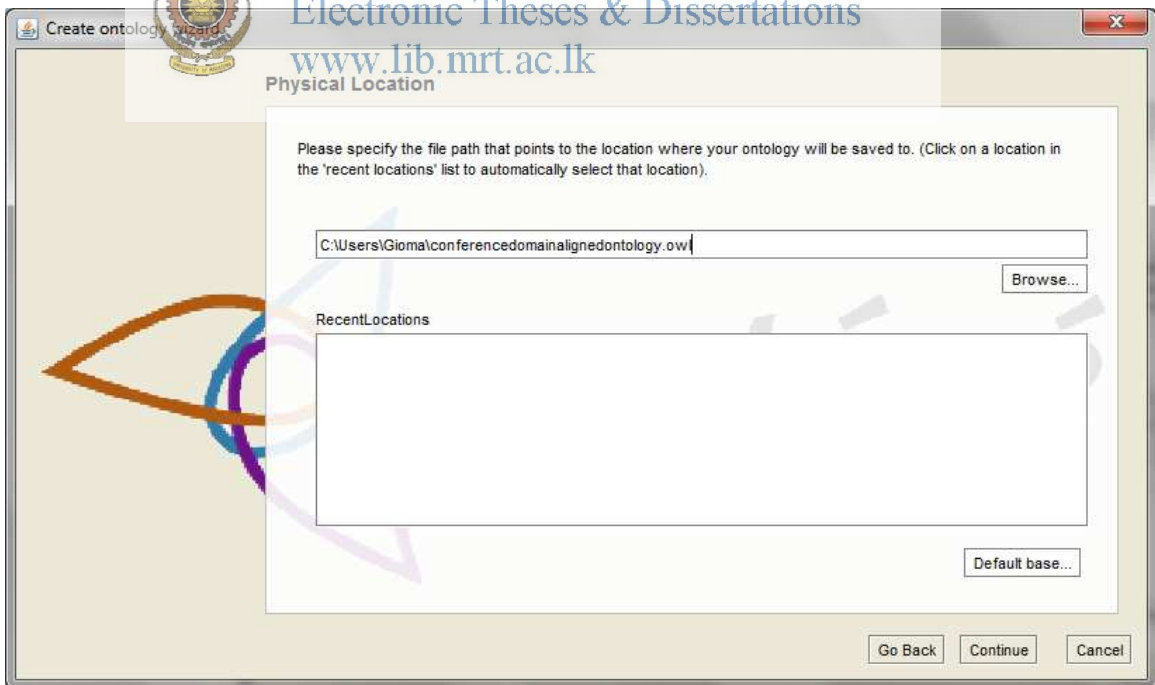 Electronic Theses & Dissertations
Create ontology wizard
www.lib.mrt.ac.lk
Physical Location
Please specify the file path that points to the location where your ontology will be saved to. (Click on a location in
the 'recent locations' list to automatically select that location).
C:\Users\Gioma\conferencedomainalignedontology.owl
Browse...
RecentLocations
Default base...
Go Back
Continue
Cancel